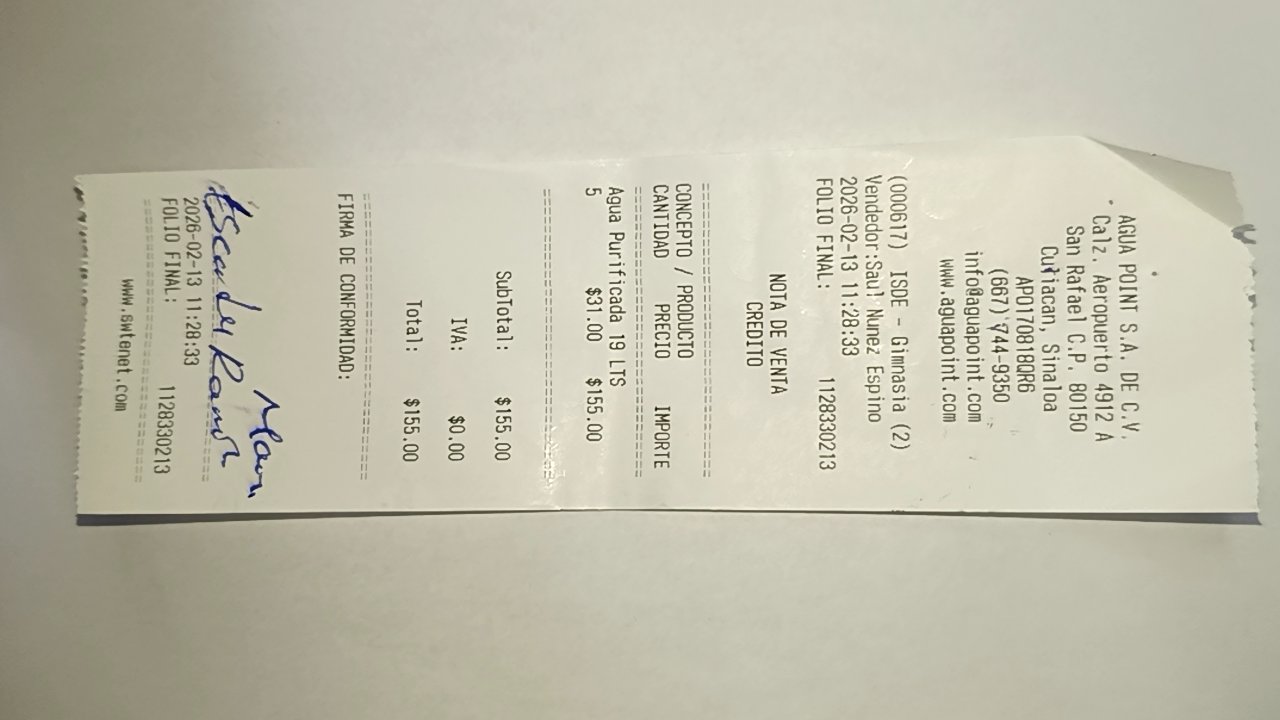 AGUA POINT S.A. DE C.V.
Calz. Aeropuerto 4912 A
San Rafael C.P. 80150
Culiacan, Sinaloa
APO170818QR6
(667) 744-9350
info@aguapoint.com
www.aguapoint.com
(000617) ISDE - Gimnasia (2)
Vendedor:Saul Nunez Espino
2026-02-13 11:28:33
FOLIO FINAL: 1128330213
NOTA DE VENTA
CREDITO
CONCEPTO / PRODUCTO
CANTIDAD PRECIO IMPORTE
Agua Purificada 19 LTS
5 $31.00 $155.00
SubTotal: $155.00
IVA: $0.00
Total: $155.00
FIRMA DE CONFORMIDAD:
2026-02-13 11:28:33
FOLIO FINAL: 1128330213
www.swtenet.com